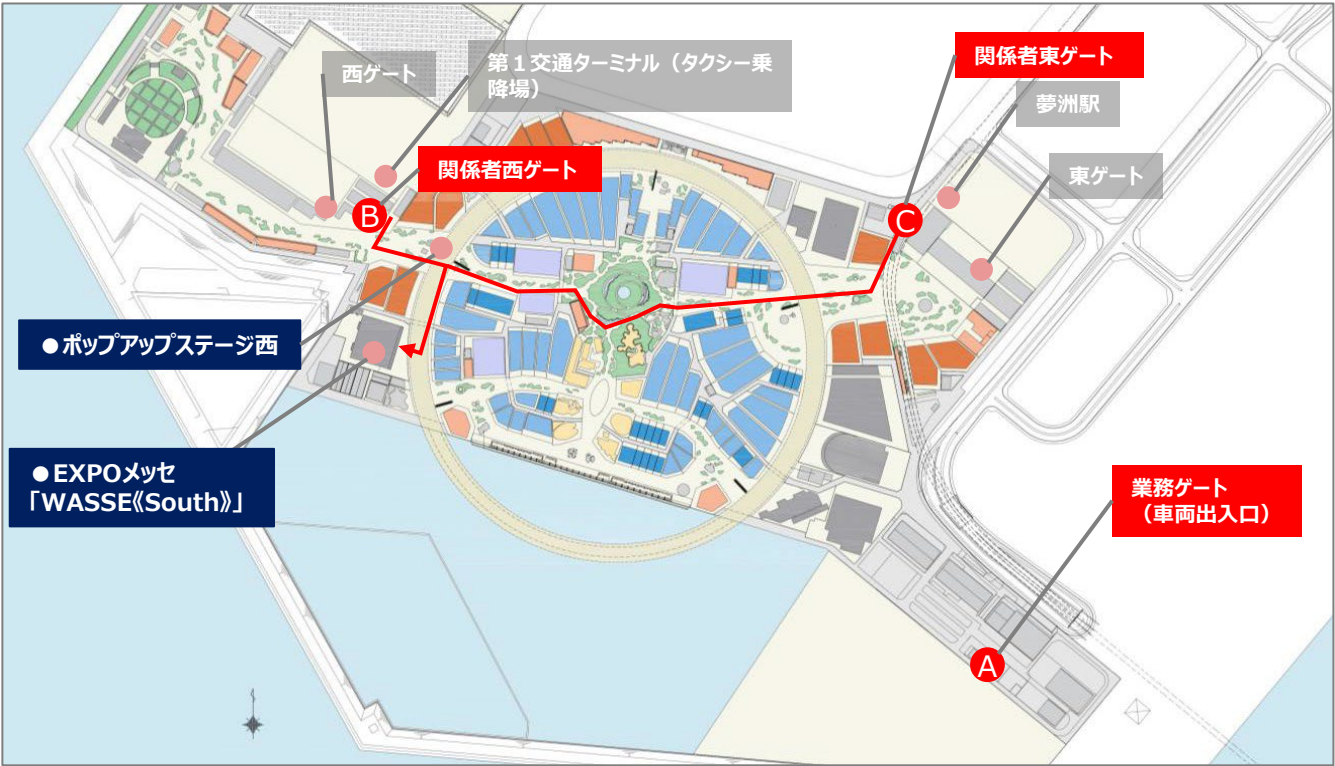 西ゲート
第１交通ターミナル（タクシー乗
降場）
関係者東ゲート
夢洲駅
東ゲート
関係者西ゲート
B
C
●ポップアップステージ西
●EXPOメッセ
「WASSE《South》」
業務ゲート
（車両出入口）
A